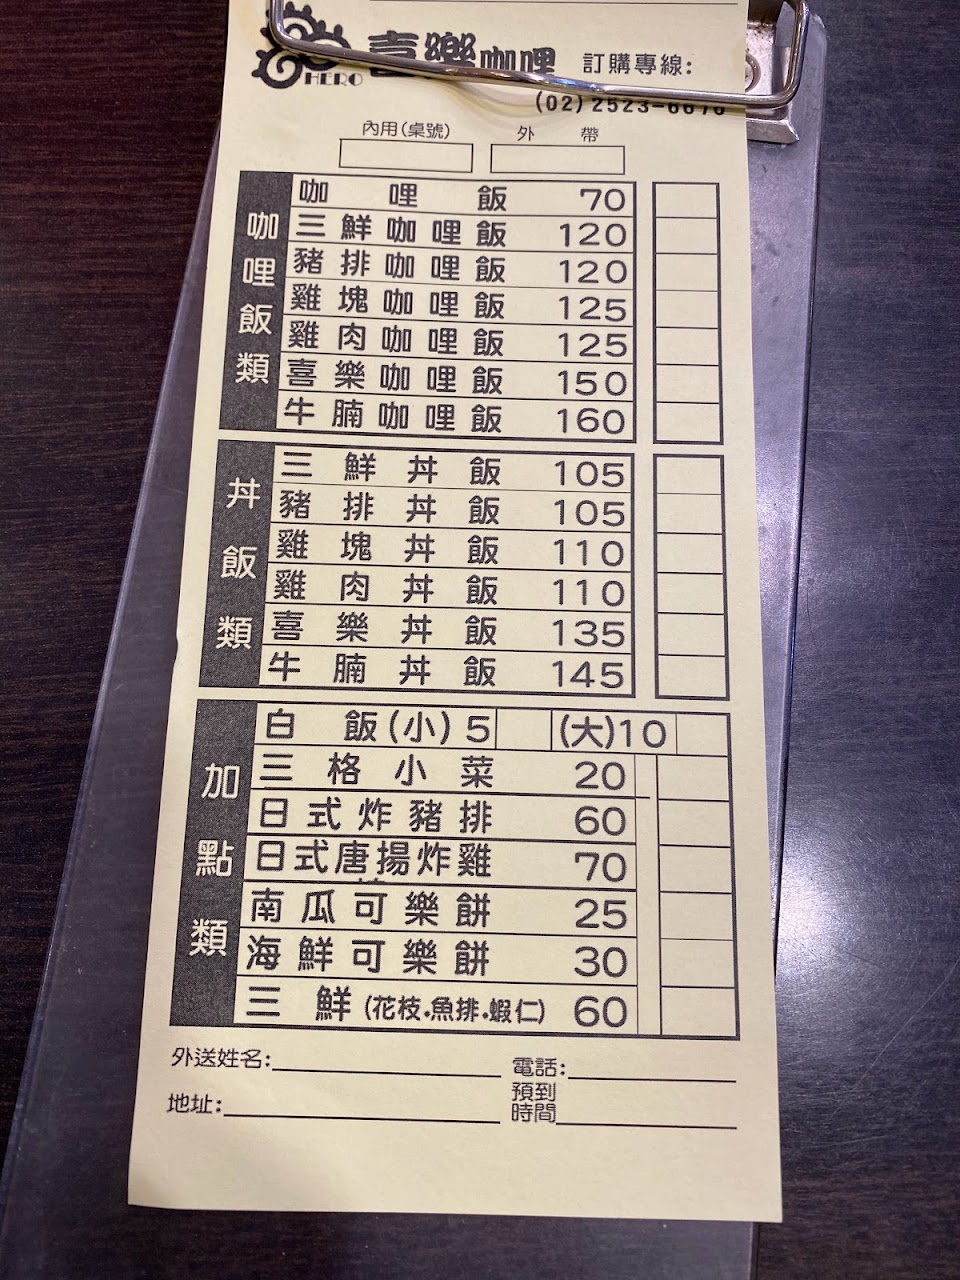 HERO
喜樂咖哩 訂購專線:
(02)2523-6676
內用(桌號) 外帶
咖哩飯類
咖哩飯 70
三鮮咖哩飯 120
豬排咖哩飯 120
雞塊咖哩飯 125
雞肉咖哩飯 125
喜樂咖哩飯 150
牛腩咖哩飯 160
丼飯類
三鮮丼飯 105
豬排丼飯 105
雞塊丼飯 110
雞肉丼飯 110
喜樂丼飯 135
牛腩丼飯 145
加點類
白飯(小)5 (大)10
三格小菜 20
日式炸豬排 60
日式唐揚炸雞 70
南瓜可樂餅 25
海鮮可樂餅 30
三鮮(花枝.魚排.蝦仁) 60
外送姓名: 電話:
地址: 預到時間